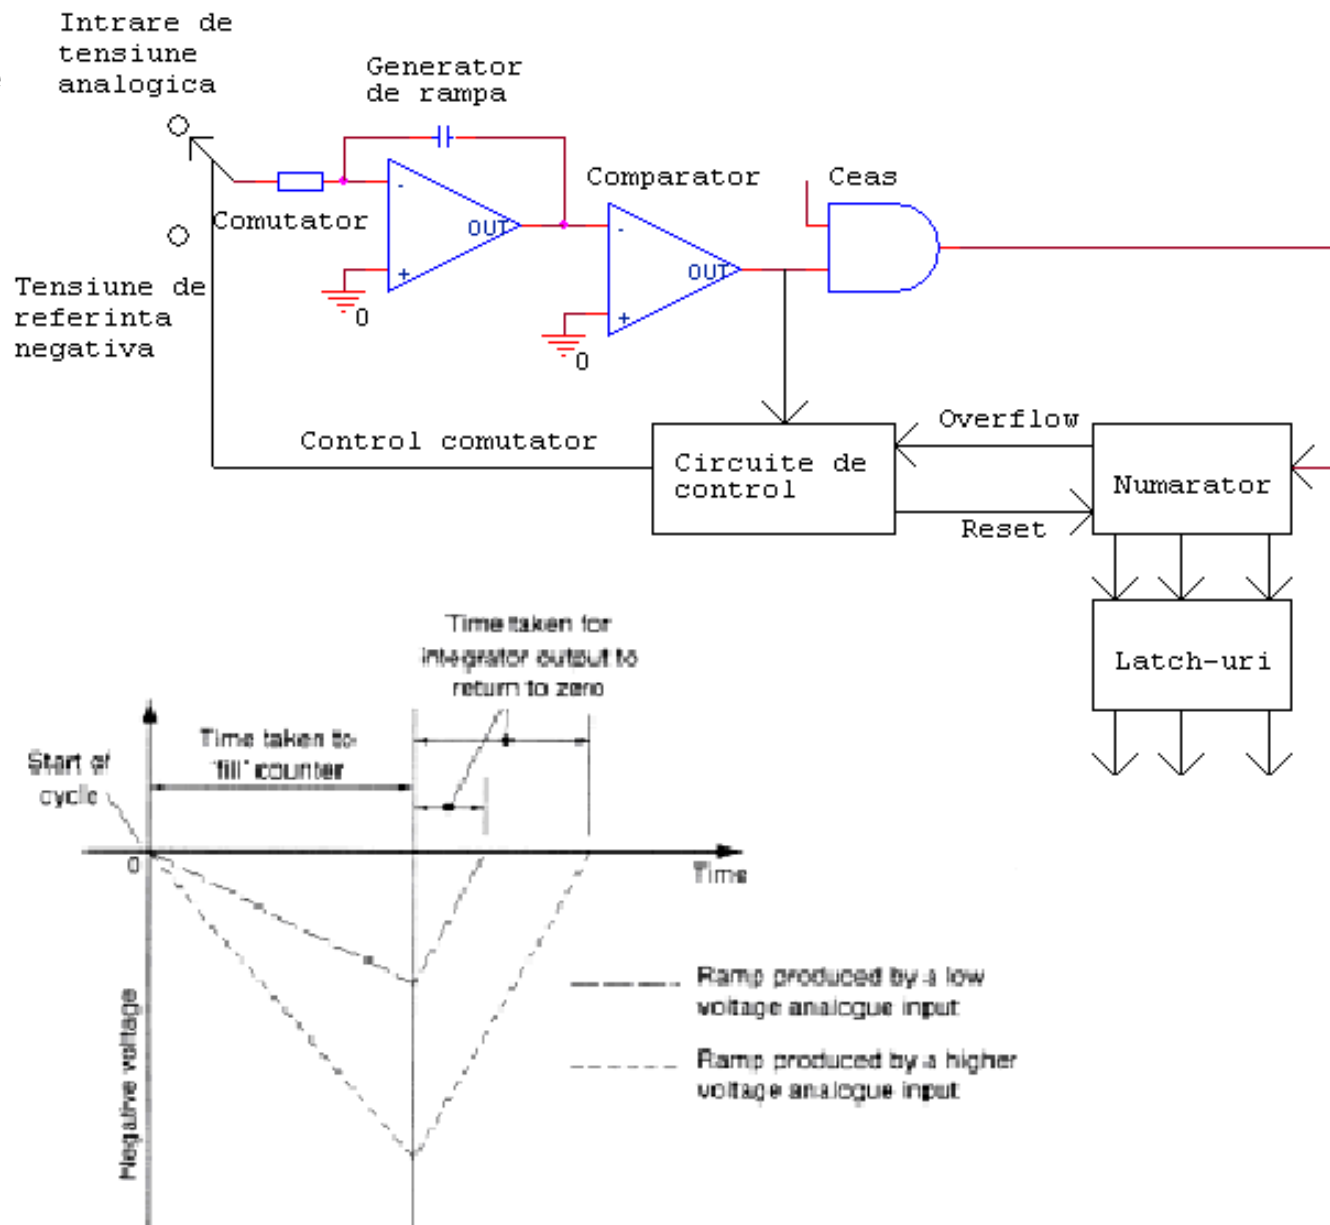 Intrare de
tensiune
analogica
Generator
de rampa
Comutator
Comparator
Ceas
-
+
OUT
0
-
+
OUT
0
Tensiune de
referinta
negativa
Control comutator
Circuite de
control
Overflow
Reset
Numarator
Latch-uri
Time taken for
integrator output to
return to zero
Time taken to
'fill' counter
Start of
cycle
0
Time
Negative voltage
Ramp produced by a low
voltage analogue input
Ramp produced by a higher
voltage analogue input